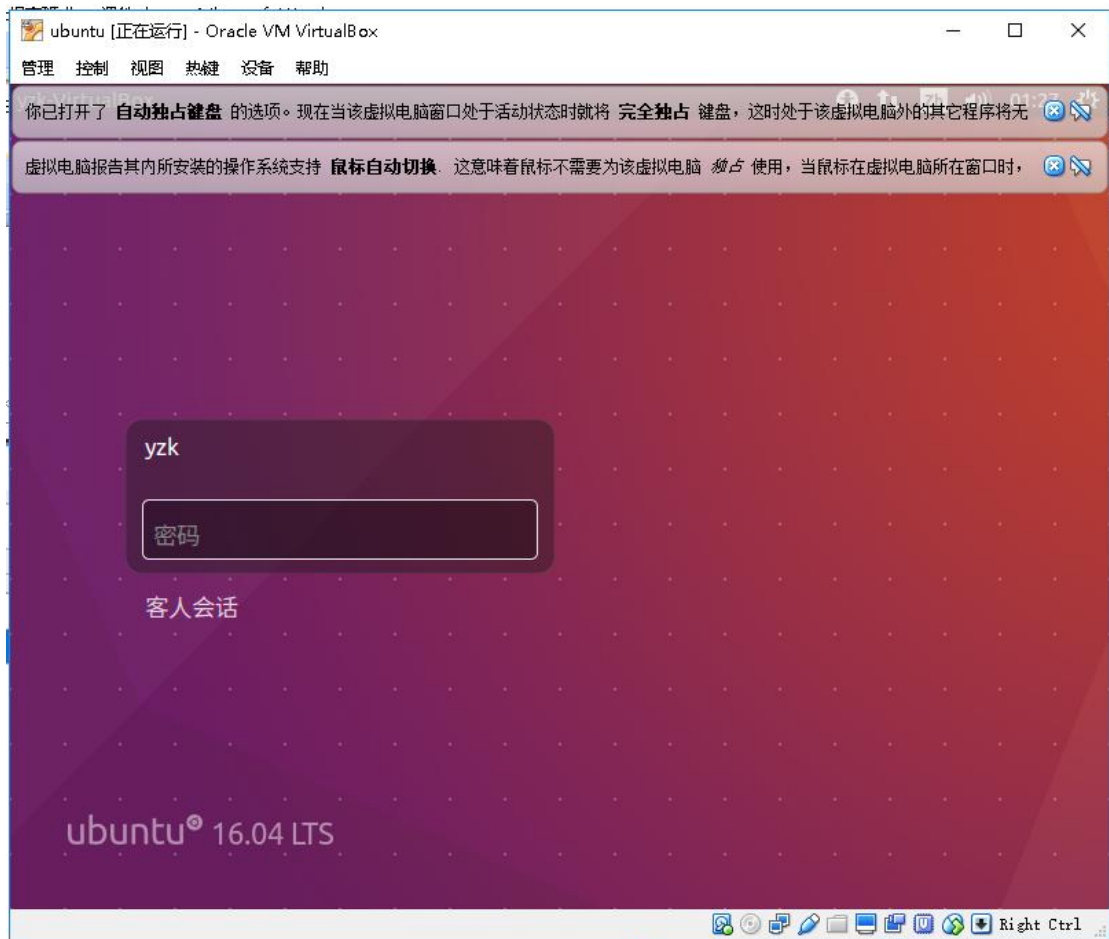 ubuntu [正在运行] - Oracle VM VirtualBox
管理 控制 视图 热键 设备 帮助
你已打开了 自动独占键盘 的选项。现在当该虚拟电脑窗口处于活动状态时就将 完全独占 键盘，这时处于该虚拟电脑外的其它程序将无
虚拟电脑报告其内所安装的操作系统支持 鼠标自动切换. 这意味着鼠标不需要为该虚拟电脑 独占 使用，当鼠标在虚拟电脑所在窗口时，
yzk
密码
客人会话
ubuntu 16.04 LTS
Right Ctrl